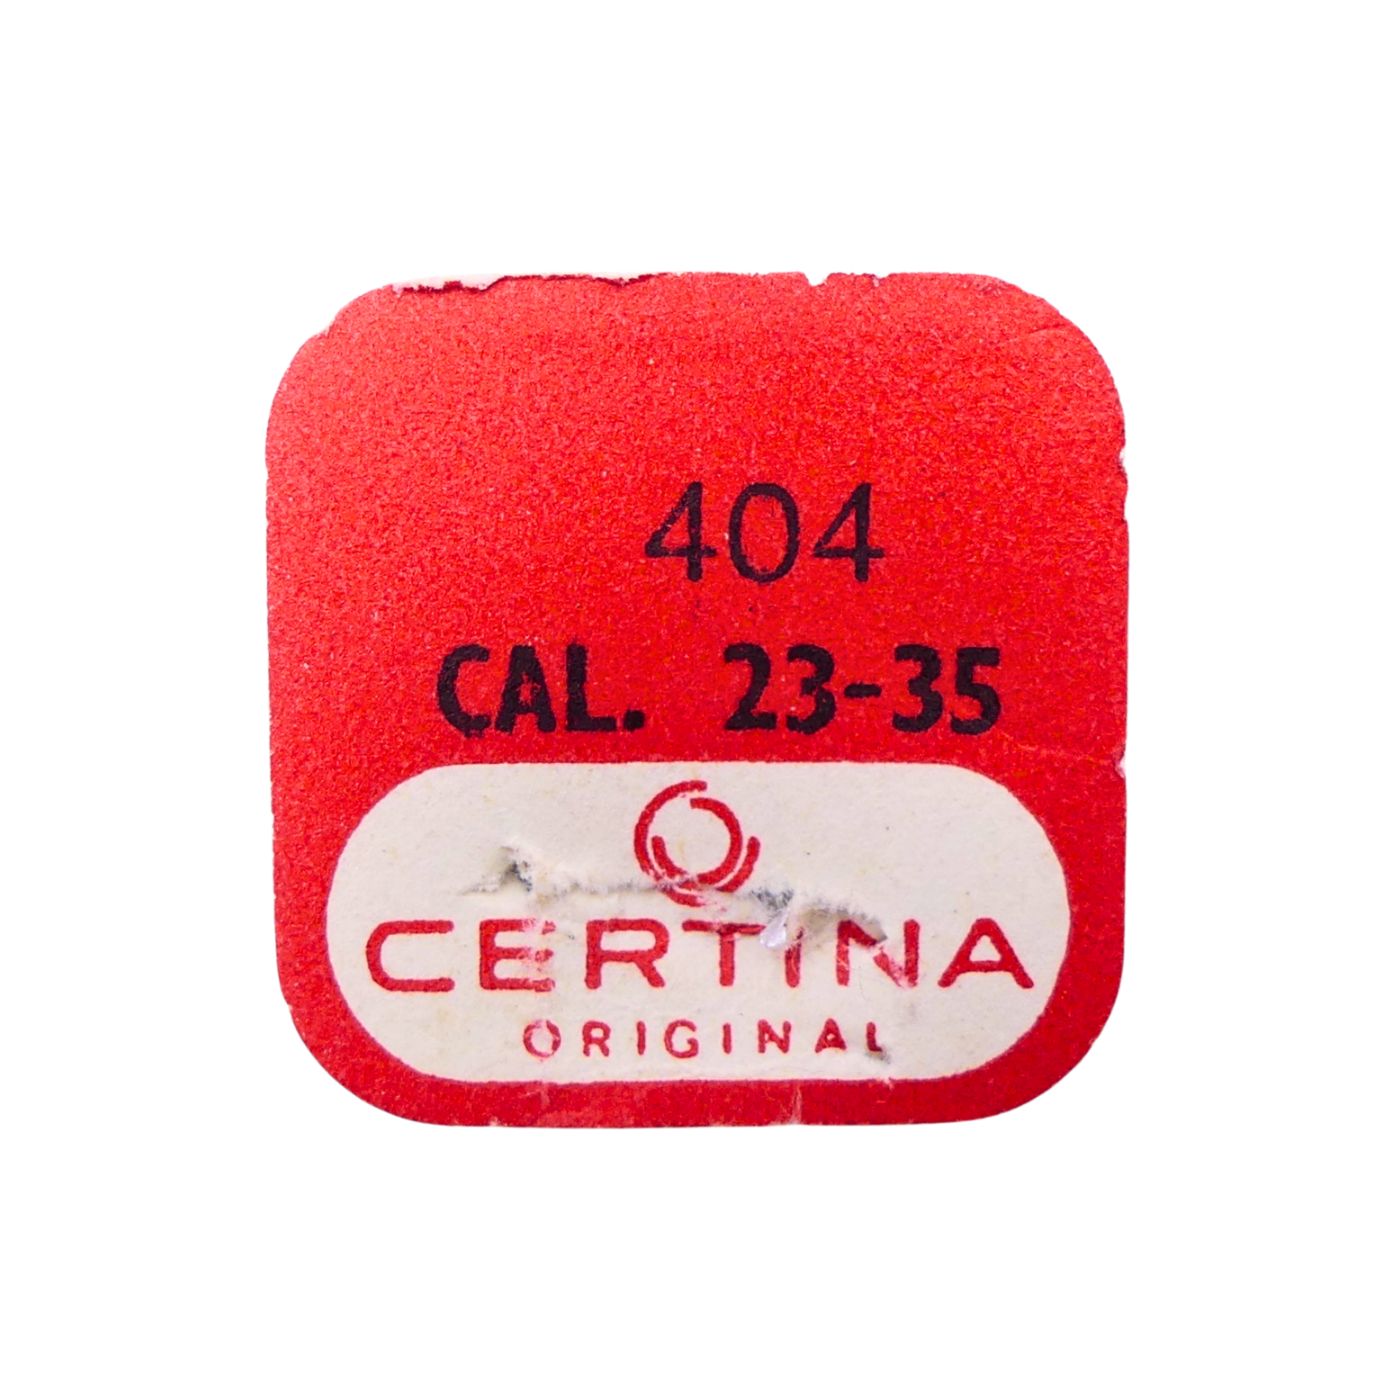 404
CAL. 23-35
CERTINA
ORIGINAL